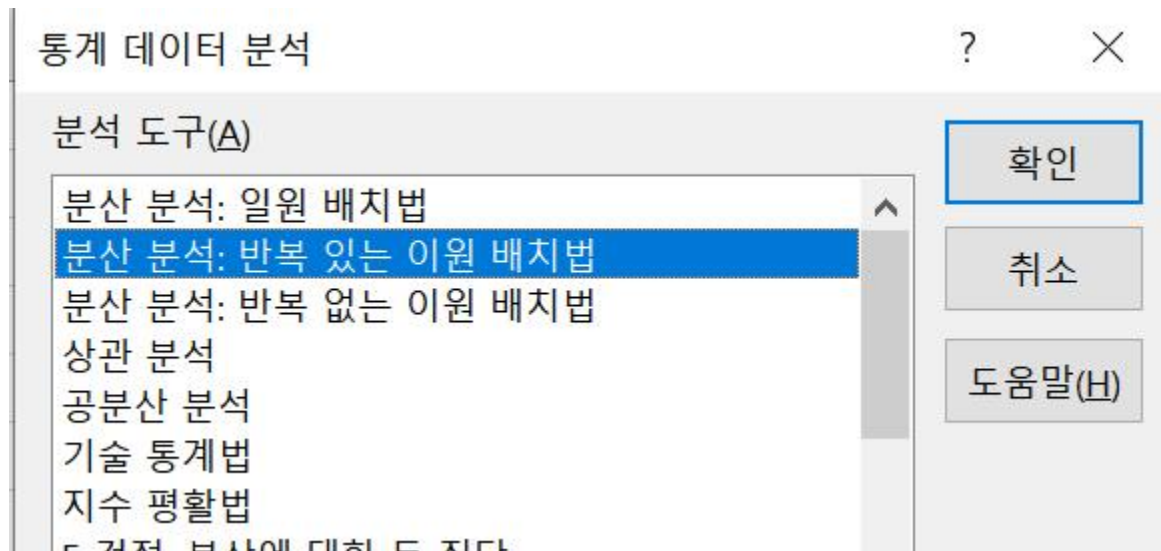 통계 데이터 분석
?
분석 도구(A)
확인
분산 분석: 일원 배치법
분산 분석: 반복 있는 이원 배치법
취소
분산 분석: 반복 없는 이원 배치법
상관 분석
도움말(H)
공분산 분석
기술 통계법
지수 평활법